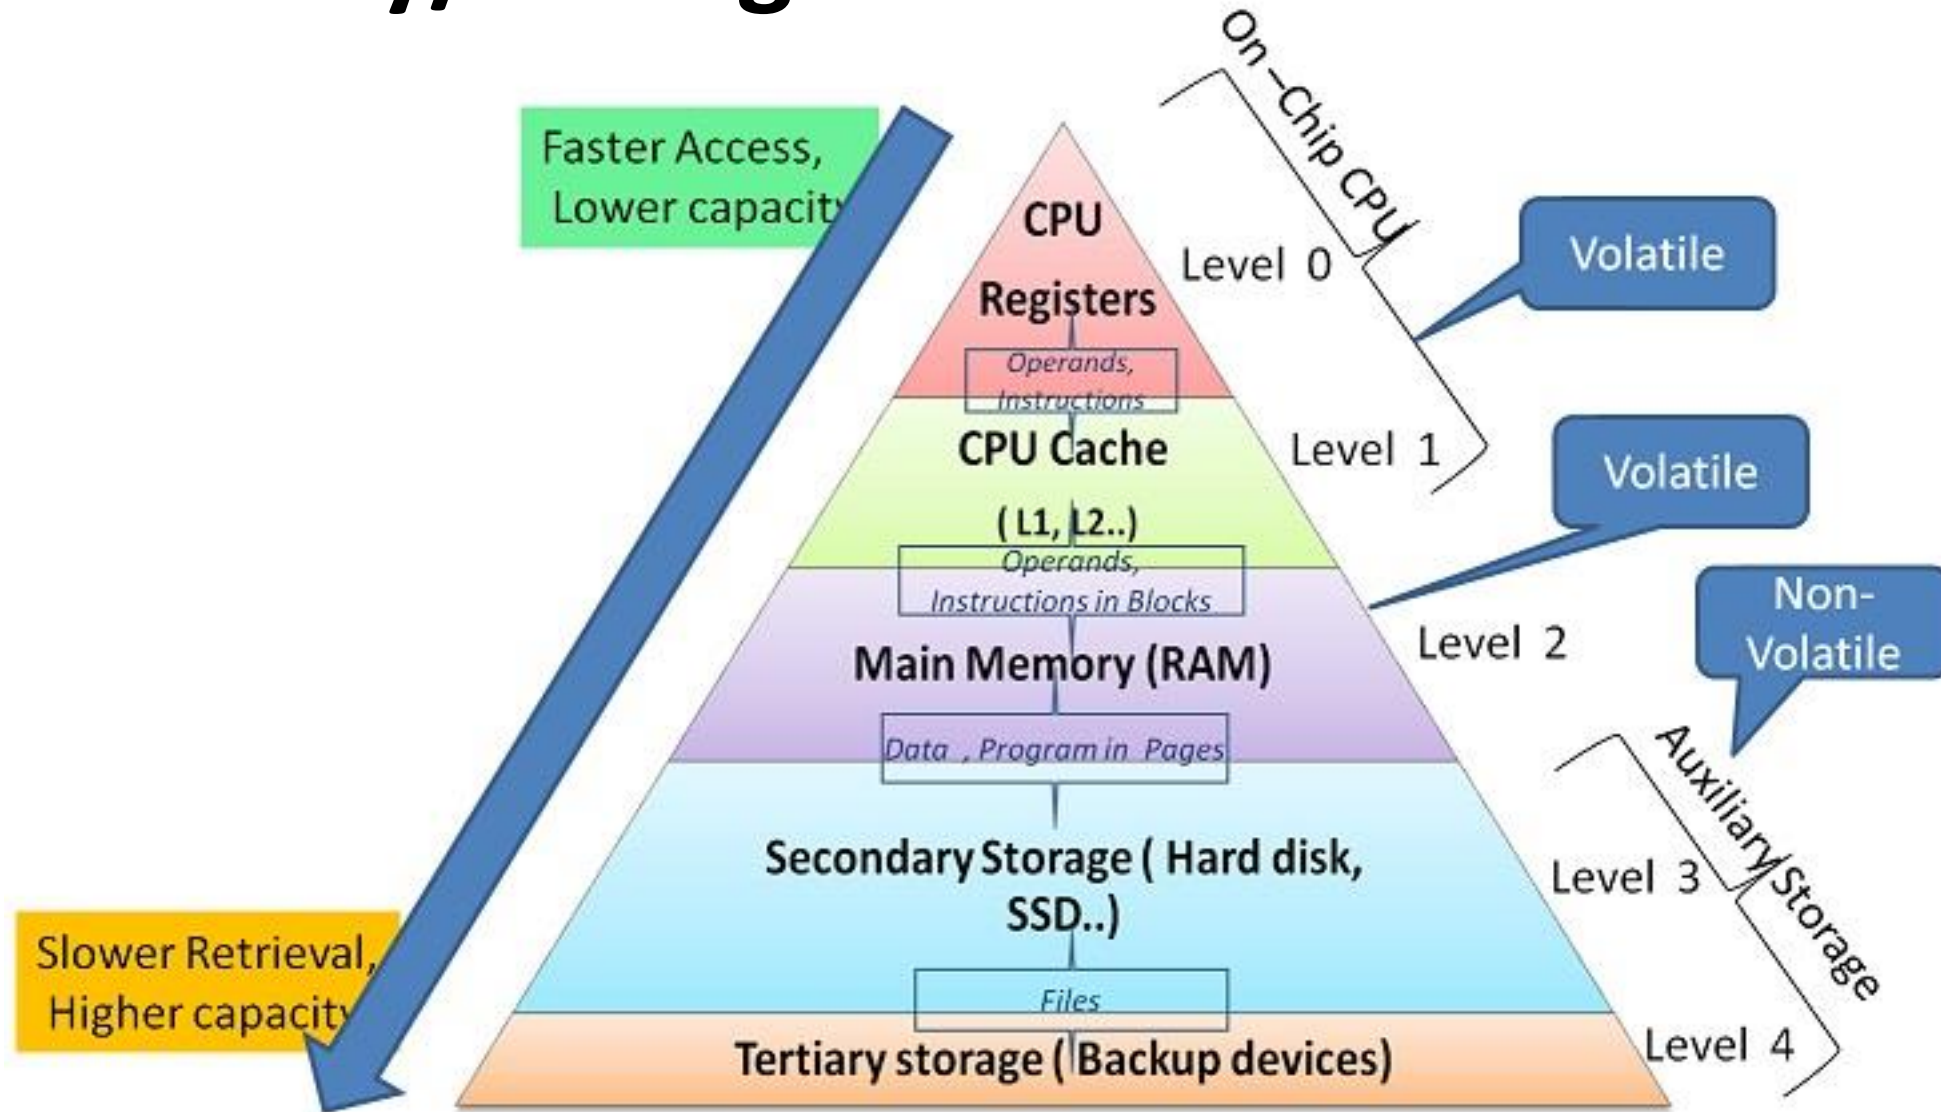 On –Chip CPU
Faster Access,
Lower capacity
CPU
Registers
Level 0
Volatile
Operands,
Instructions
CPU Cache
( L1, L2..)
Level 1
Volatile
Operands,
Instructions in Blocks
Main Memory (RAM)
Level 2
Non-
Volatile
Data , Program in Pages
Auxiliary Storage
Secondary Storage ( Hard disk,
SSD..)
Level 3
Slower Retrieval,
Higher capacity
Files
Tertiary storage ( Backup devices)
Level 4